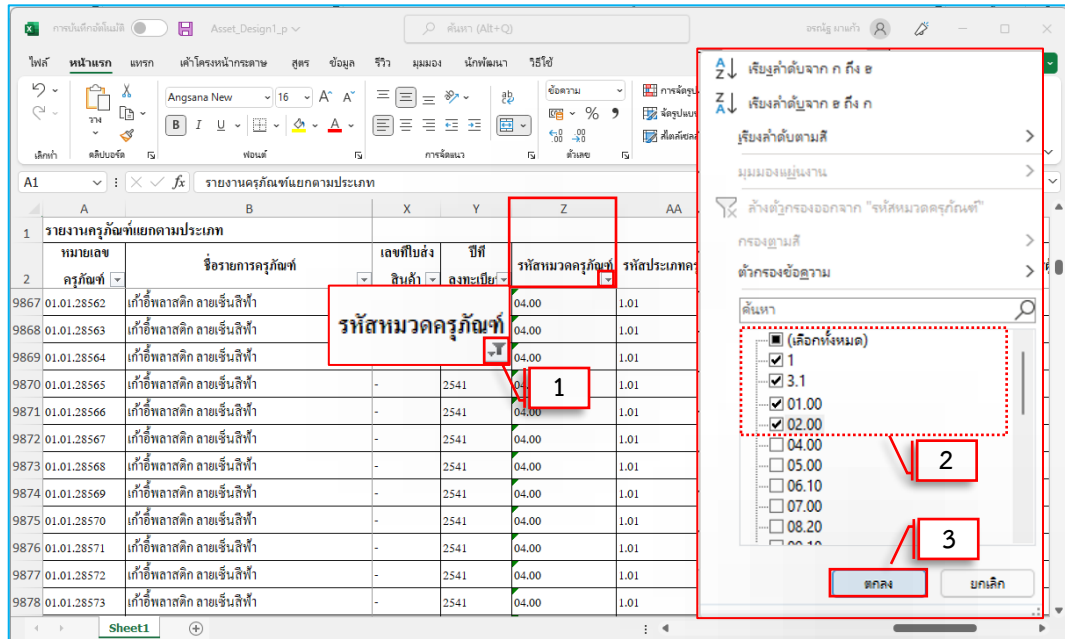 การบันทึกอัตโนมัติ Asset_Design1_p ค้นหา (Alt+Q) อรณัฐ มาแก้ว
ไฟล์ หน้าแรก แทรก เค้าโครงหน้ากระดาษ สูตร ข้อมูล รีวิว มุมมอง นักพัฒนา วิธีใช้
วาง Angsana New 16 A A ab ข้อความ
B I U A % 9
เลิกทำ คลิปบอร์ด ฟอนต์ การจัดแนว ตัวเลข
A1 fx รายงานครุภัณฑ์แยกตามประเภท
A B X Y Z AA
1 รายงานครุภัณฑ์แยกตามประเภท
2 หมายเลขครุภัณฑ์ ชื่อรายการครุภัณฑ์ เลขที่ใบส่งสินค้า ปีที่ลงทะเบีย รหัสหมวดครุภัณฑ์ รหัสประเภทคร
9867 01.01.28562 เก้าอี้พลาสติก ลายเซ็นสีฟ้า 04.00 1.01
9868 01.01.28563 เก้าอี้พลาสติก ลายเซ็นสีฟ้า 04.00 1.01
9869 01.01.28564 เก้าอี้พลาสติก ลายเซ็นสีฟ้า 04.00 1.01
9870 01.01.28565 เก้าอี้พลาสติก ลายเซ็นสีฟ้า - 2541 1.01
9871 01.01.28566 เก้าอี้พลาสติก ลายเซ็นสีฟ้า - 2541 04.00 1.01
9872 01.01.28567 เก้าอี้พลาสติก ลายเซ็นสีฟ้า - 2541 04.00 1.01
9873 01.01.28568 เก้าอี้พลาสติก ลายเซ็นสีฟ้า - 2541 04.00 1.01
9874 01.01.28569 เก้าอี้พลาสติก ลายเซ็นสีฟ้า - 2541 04.00 1.01
9875 01.01.28570 เก้าอี้พลาสติก ลายเซ็นสีฟ้า - 2541 04.00 1.01
9876 01.01.28571 เก้าอี้พลาสติก ลายเซ็นสีฟ้า - 2541 04.00 1.01
9877 01.01.28572 เก้าอี้พลาสติก ลายเซ็นสีฟ้า - 2541 04.00 1.01
9878 01.01.28573 เก้าอี้พลาสติก ลายเซ็นสีฟ้า - 2541 04.00 1.01
Sheet1
รหัสหมวดครุภัณฑ์
1
เรียงลำดับจาก ก ถึง ฮ
เรียงลำดับจาก ฮ ถึง ก
เรียงลำดับตามสี
มุมมองแผ่นงาน
ล้างตัวกรองออกจาก "รหัสหมวดครุภัณฑ์"
กรองตามสี
ตัวกรองข้อความ
ค้นหา
(เลือกทั้งหมด)
1
3.1
01.00
02.00
04.00
05.00
06.10
07.00
08.20
2
3
ตกลง ยกเลิก